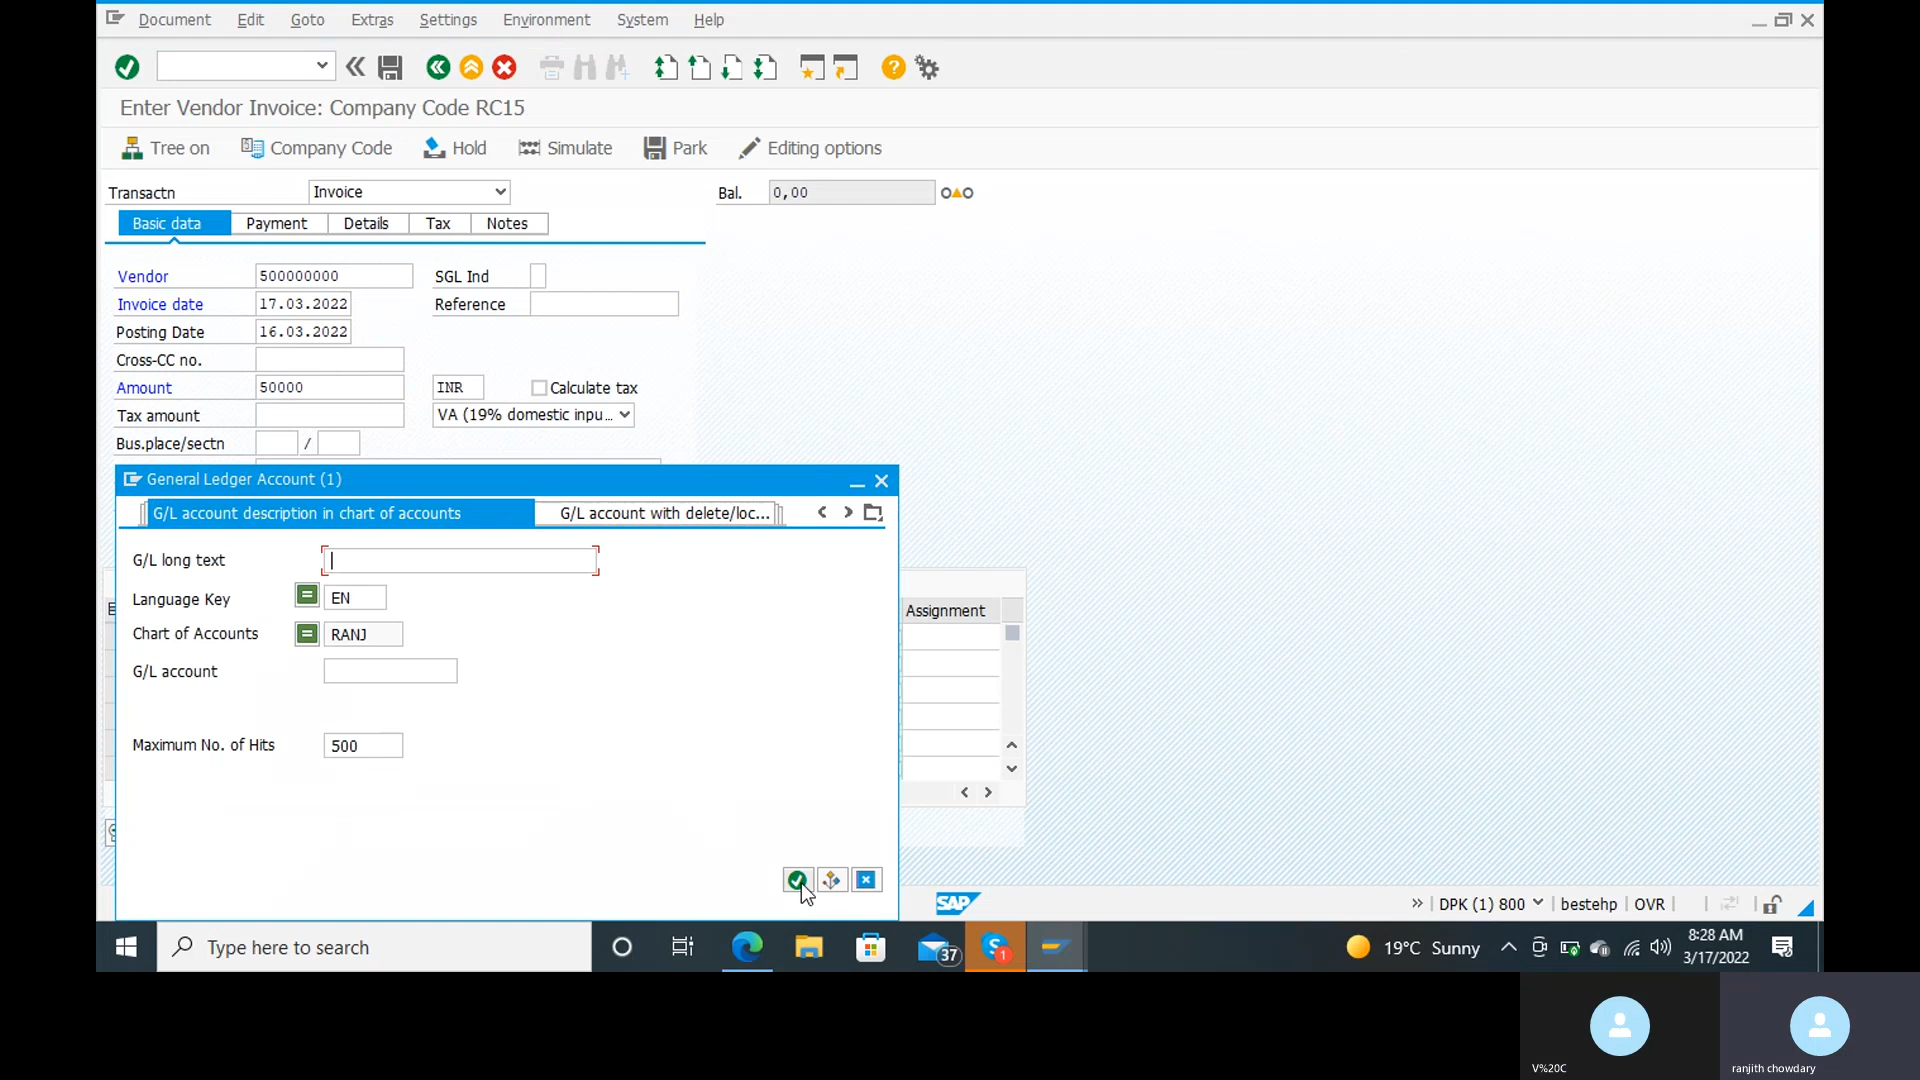 Document Edit Goto Extras Settings Environment System Help
Enter Vendor Invoice: Company Code RC15
Tree on Company Code Hold Simulate Park Editing options
Transactn Invoice Bal. 0,00
Basic data Payment Details Tax Notes
Vendor 500000000 SGL Ind
Invoice date 17.03.2022 Reference
Posting Date 16.03.2022
Cross-CC no.
Amount 50000 INR Calculate tax
Tax amount VA (19% domestic inpu...
Bus.place/sectn /
General Ledger Account (1)
G/L account description in chart of accounts G/L account with delete/loc...
G/L long text
Language Key EN
Chart of Accounts RANJ
G/L account
Maximum No. of Hits 500
Assignment
SAP DPK (1) 800 bestehp OVR
Type here to search 37 1 19°C Sunny 8:28 AM
3/17/2022
V%20C ranjith chowdary